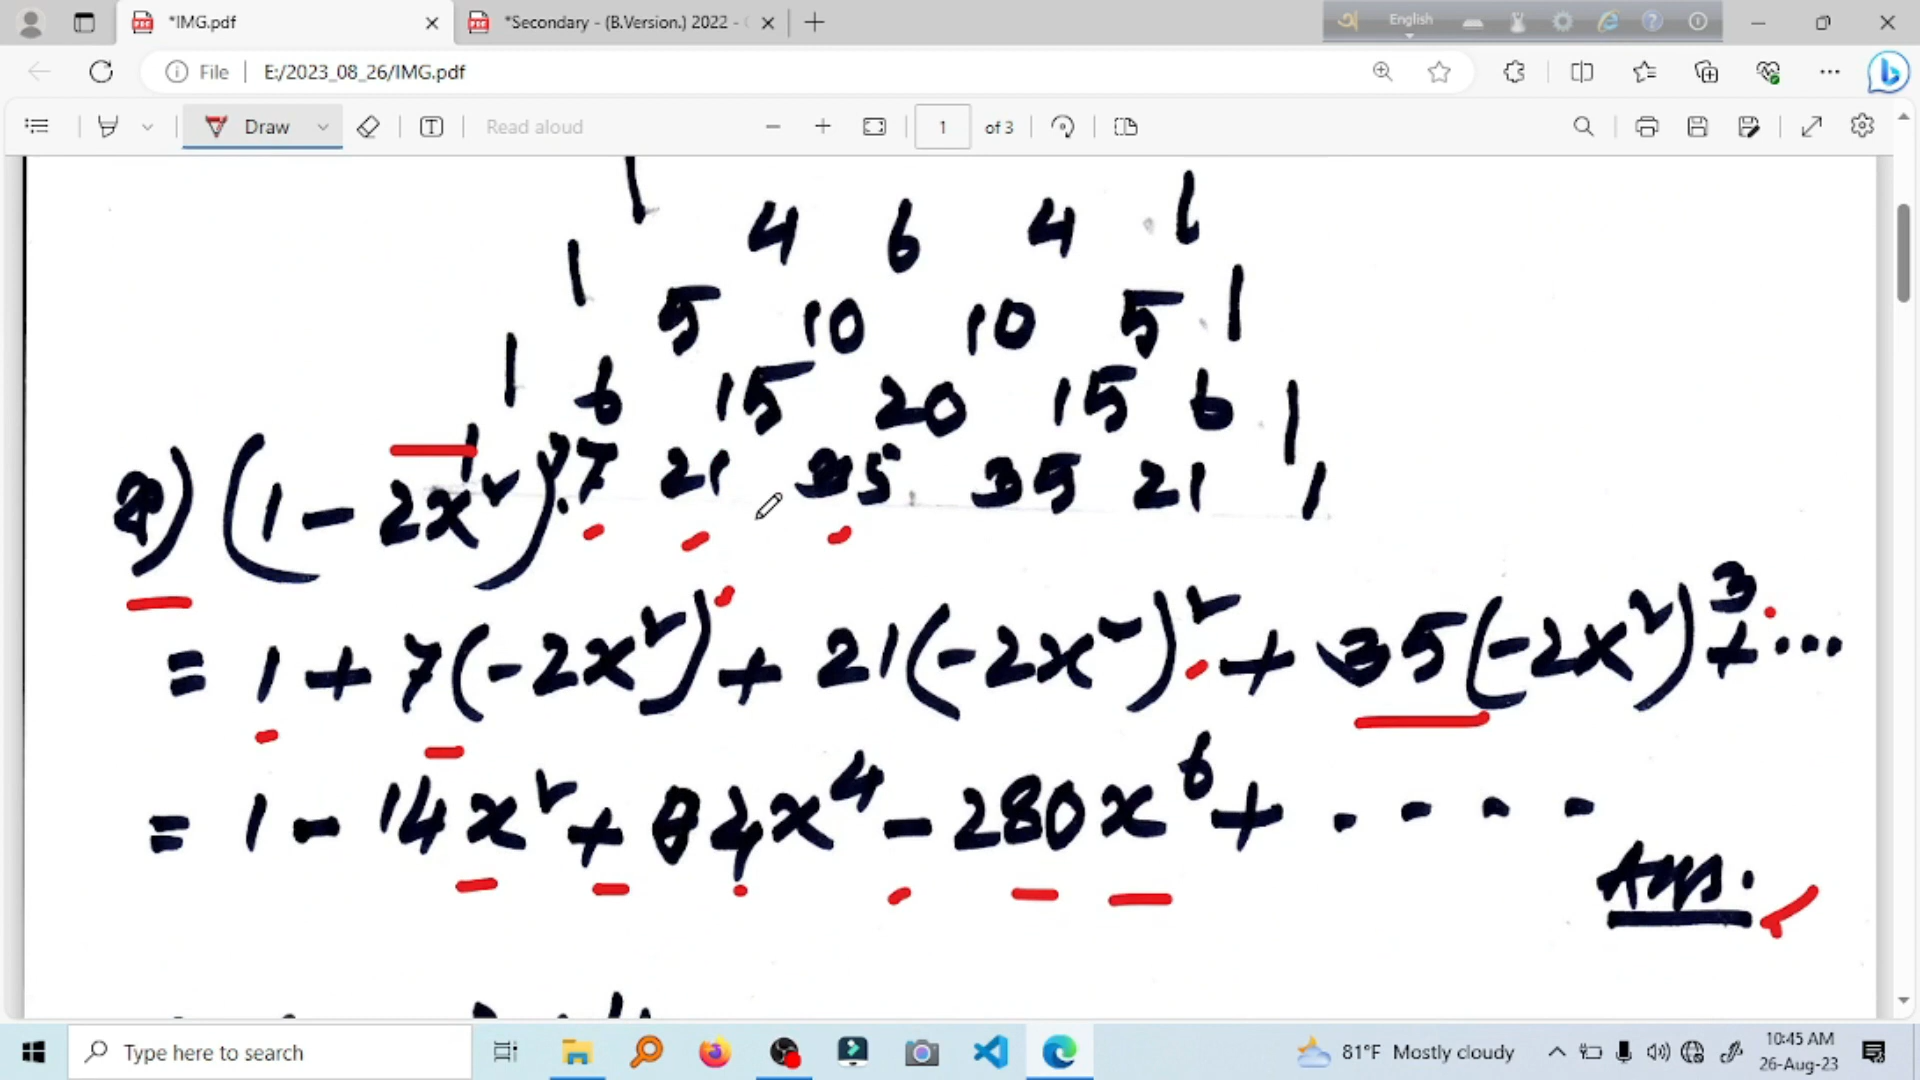 *IMG.pdf
*Secondary - (B.Version.) 2022 -
English
File E:/2023_08_26/IMG.pdf
Draw Read aloud 1 of 3
1 4 6 4 1
1 5 10 10 5 1
1 6 15 20 15 6 1
1 7 21 35 35 21 1
(1 - 2x²)⁷
= 1 + 7(-2x²) + 21(-2x²)² + 35(-2x²)³ + ...
= 1 - 14x² + 84x⁴ - 280x⁶ + ....
Ans.
Type here to search
81°F Mostly cloudy
10:45 AM
26-Aug-23